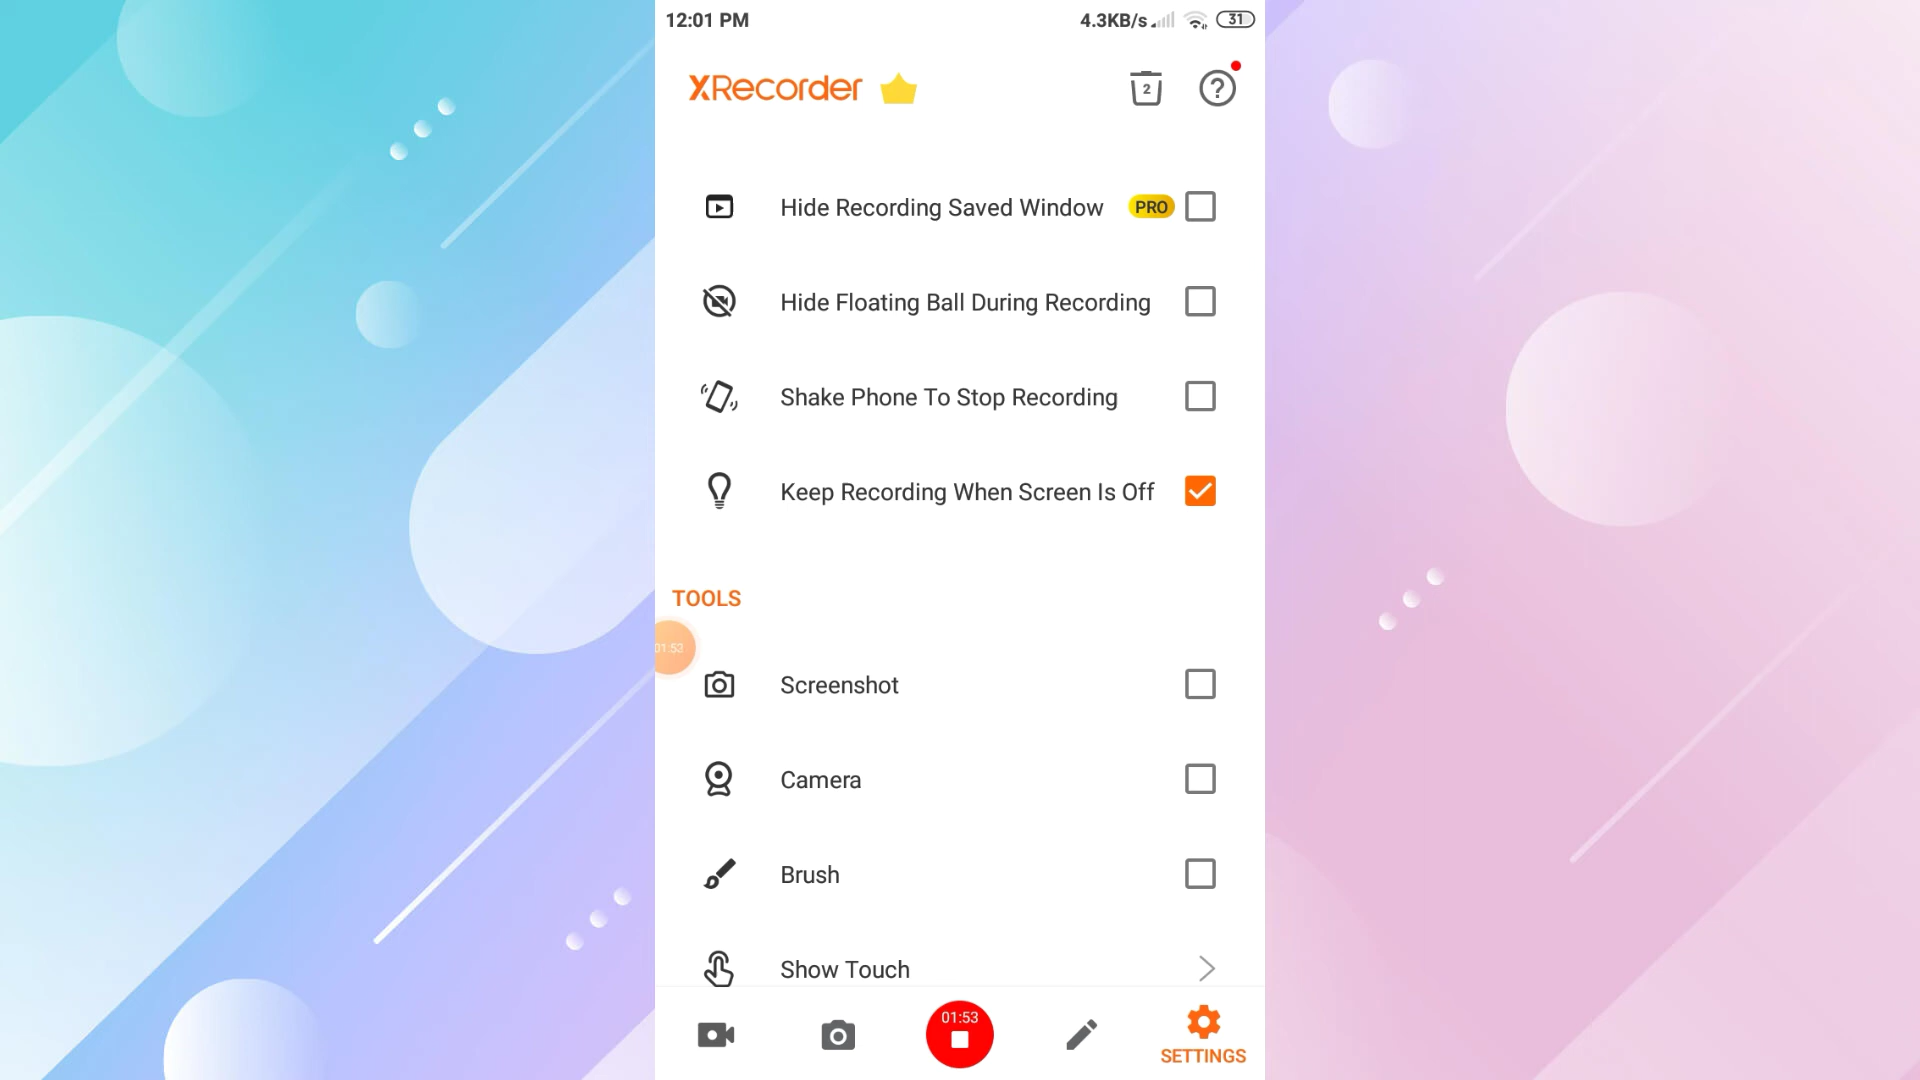 12:01 PM
4.3KB/s
31
XRecorder
2
?
Hide Recording Saved Window PRO
Hide Floating Ball During Recording
Shake Phone To Stop Recording
Keep Recording When Screen Is Off
TOOLS
01:53
Screenshot
Camera
Brush
Show Touch
01:53
SETTINGS